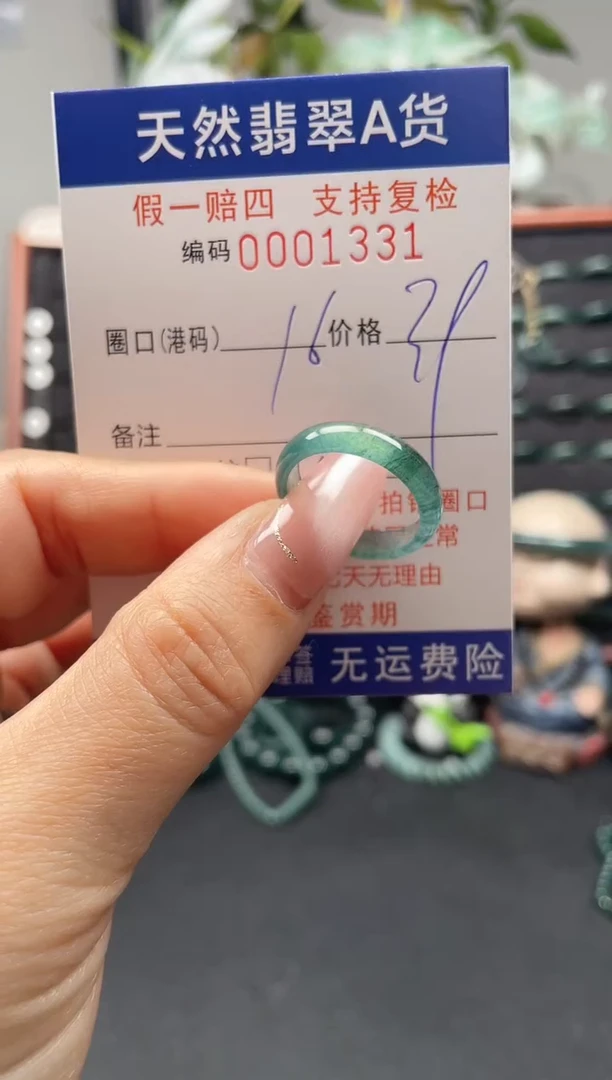 天然翡翠A货
假一赔四 支持复检
编码 0001331
圈口(港码) 16 价格
备注
拍错圈口
常
天无理由
鉴赏期
无运费险